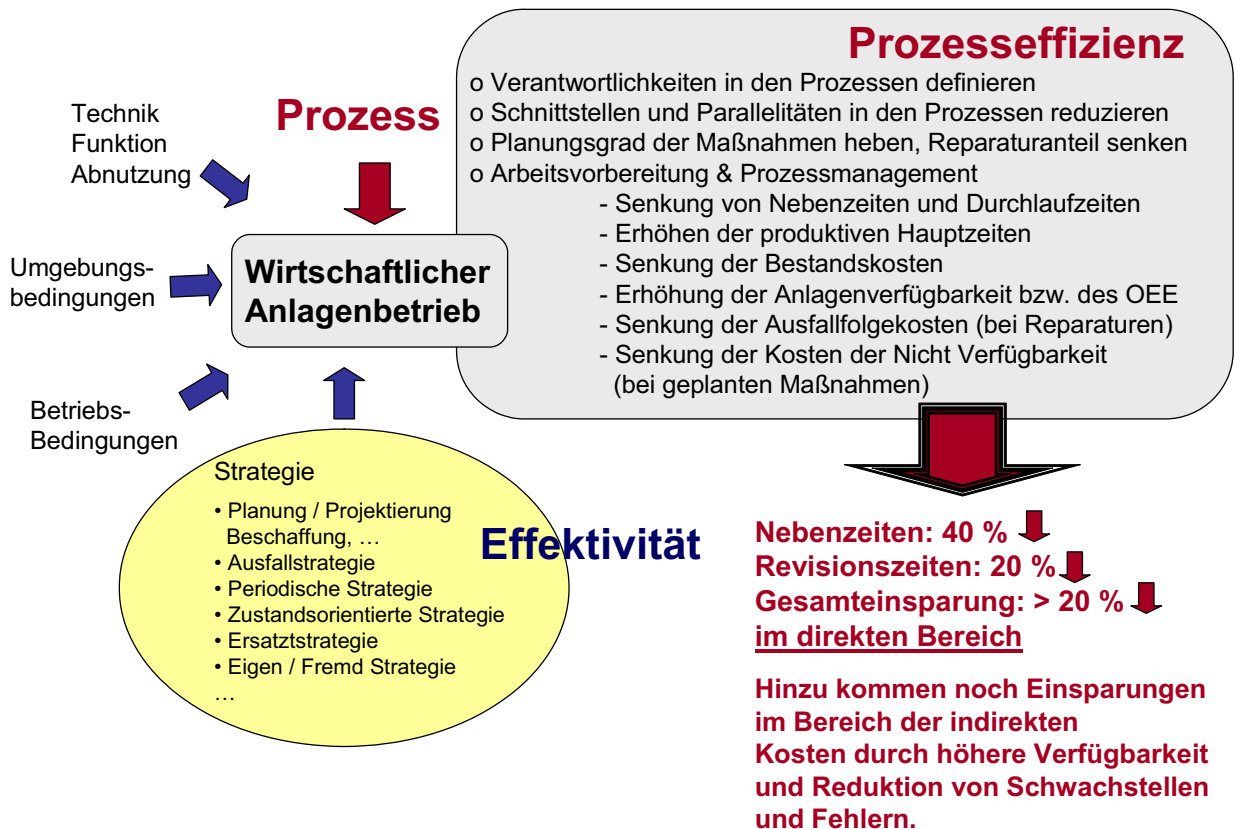 Prozesseffizienz
o Verantwortlichkeiten in den Prozessen definieren
o Schnittstellen und Parallelitäten in den Prozessen reduzieren
o Planungsgrad der Maßnahmen heben, Reparaturanteil senken
o Arbeitsvorbereitung & Prozessmanagement
- Senkung von Nebenzeiten und Durchlaufzeiten
- Erhöhen der produktiven Hauptzeiten
- Senkung der Bestandskosten
- Erhöhung der Anlagenverfügbarkeit bzw. des OEE
- Senkung der Ausfallfolgekosten (bei Reparaturen)
- Senkung der Kosten der Nicht Verfügbarkeit
(bei geplanten Maßnahmen)
Prozess
Technik
Funktion
Abnutzung
Umgebungs-
bedingungen
Wirtschaftlicher
Anlagenbetrieb
Betriebs-
Bedingungen
Strategie
• Planung / Projektierung
Beschaffung, …
• Ausfallstrategie
• Periodische Strategie
• Zustandsorientierte Strategie
• Ersatztstrategie
• Eigen / Fremd Strategie
…
Effektivität
Nebenzeiten: 40 %
Revisionszeiten: 20 %
Gesamteinsparung: > 20 %
im direkten Bereich
Hinzu kommen noch Einsparungen
im Bereich der indirekten
Kosten durch höhere Verfügbarkeit
und Reduktion von Schwachstellen
und Fehlern.